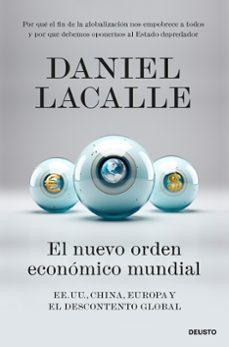 Por qué el fin de la globalización nos empobrece a todos
y por que debemos oponernos al Estado depredador
DANIEL
LACALLE
€
$
El nuevo orden
económico mundial
EE.UU., CHINA, EUROPA Y
EL DESCONTENTO GLOBAL
DEUSTO